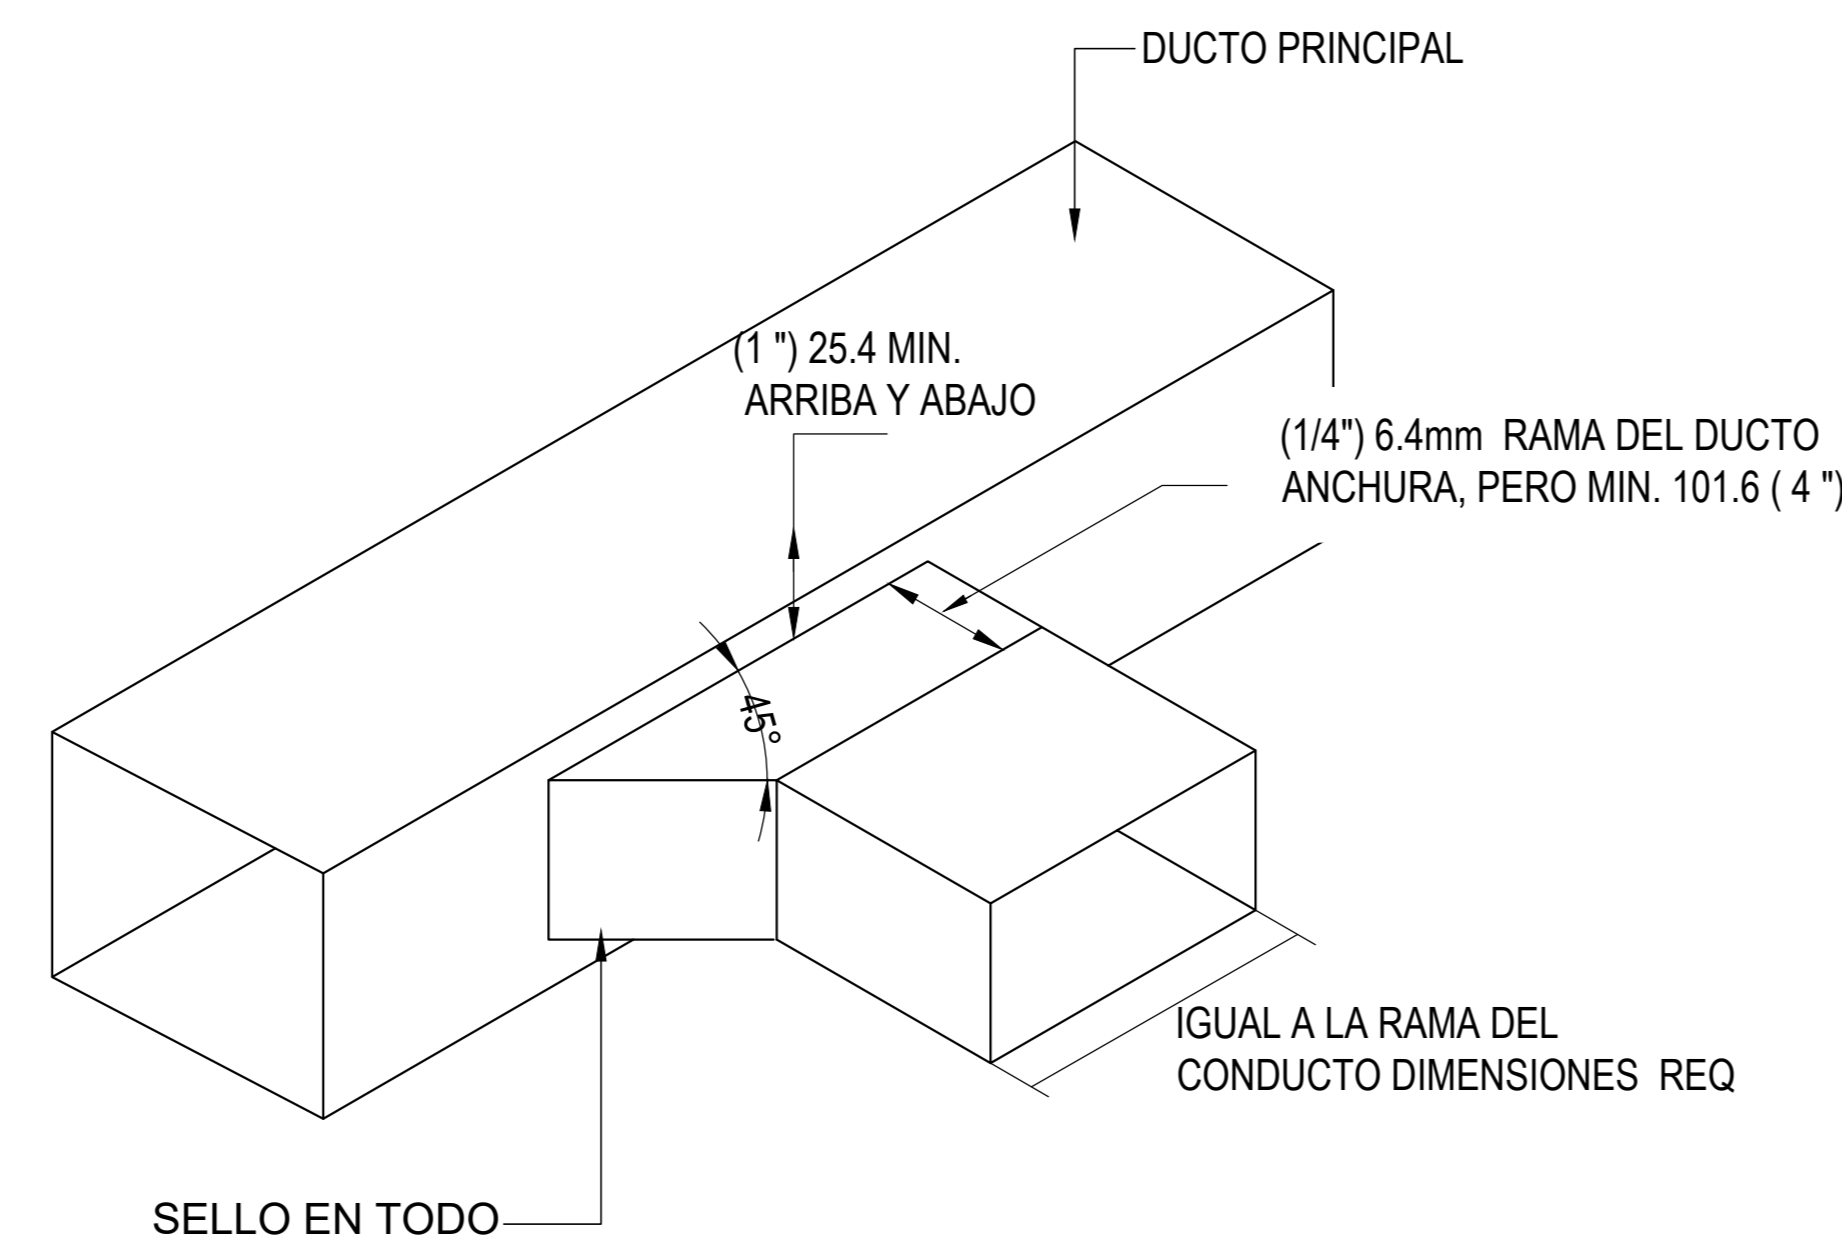 DUCTO PRINCIPAL
(1 ") 25.4 MIN.
ARRIBA Y ABAJO
(1/4") 6.4mm RAMA DEL DUCTO
ANCHURA, PERO MIN. 101.6 ( 4 ")
45°
IGUAL A LA RAMA DEL
CONDUCTO DIMENSIONES REQ
SELLO EN TODO